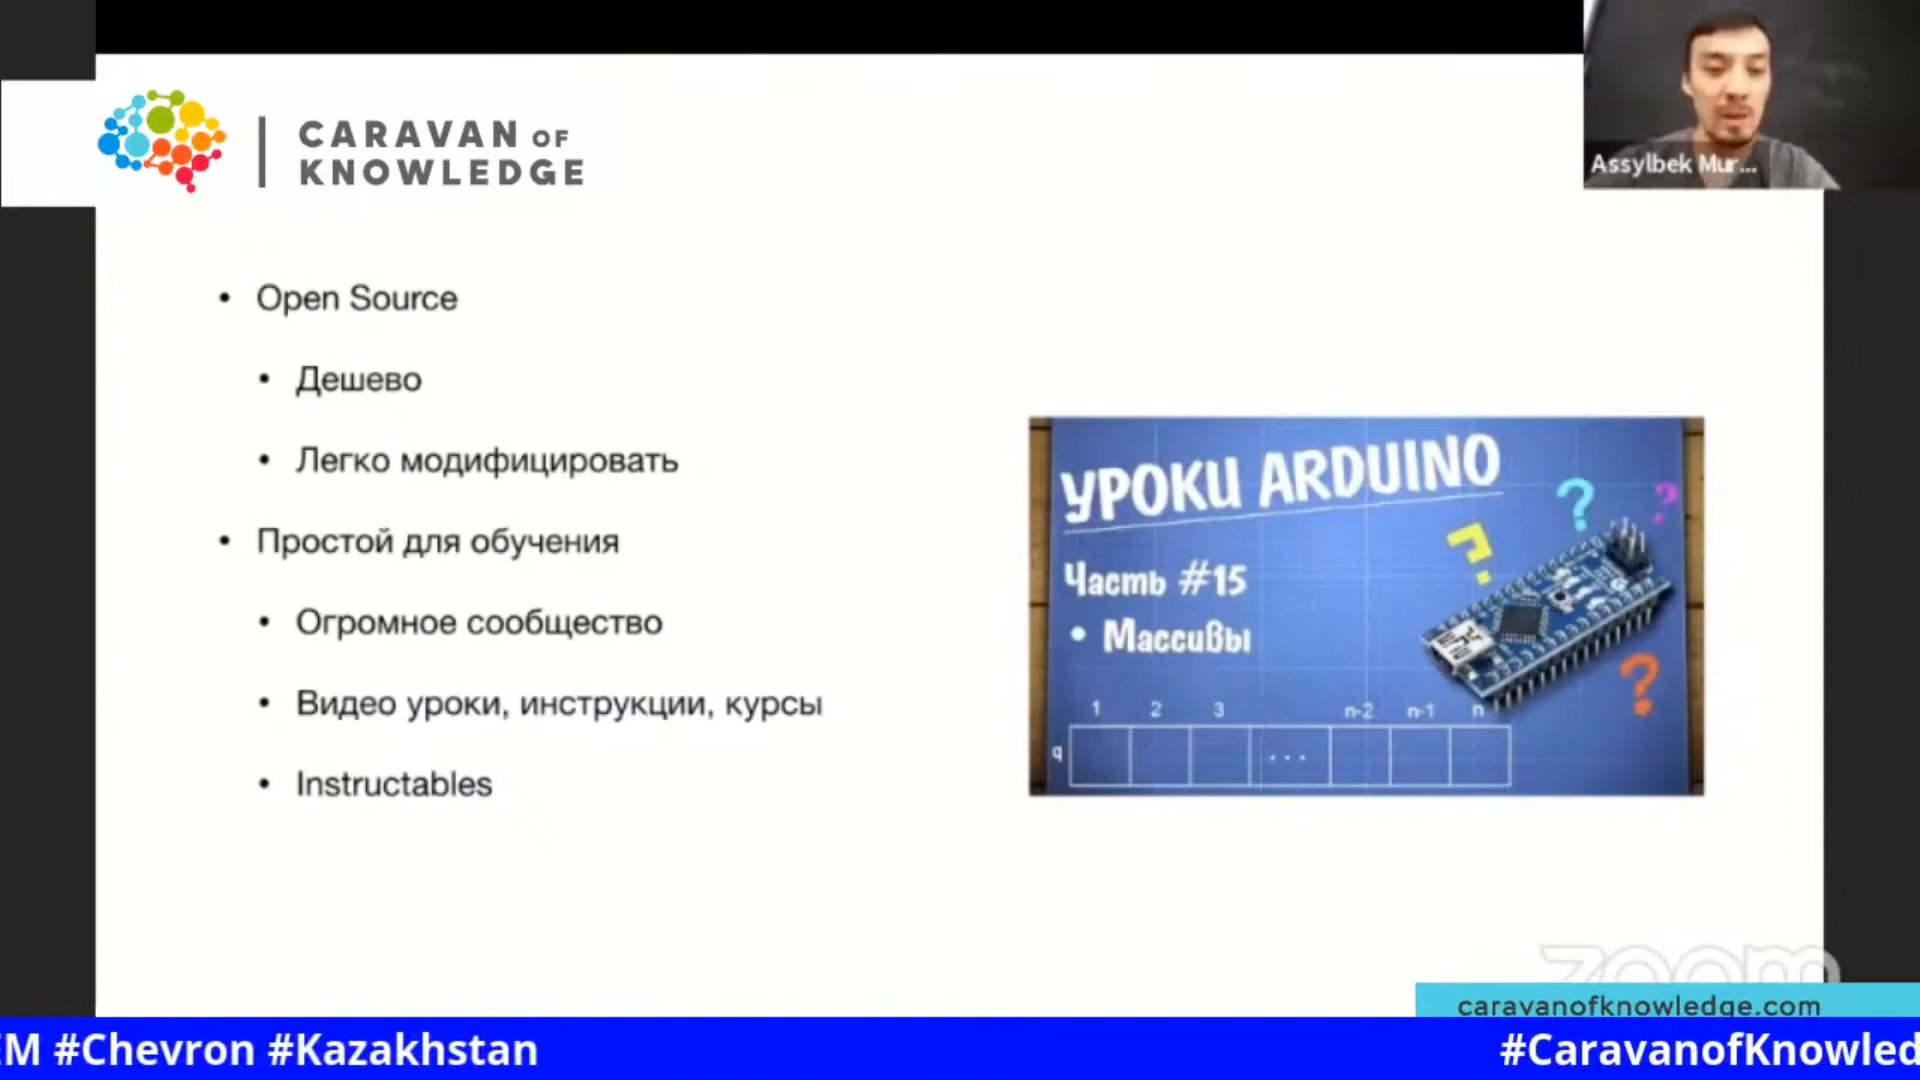 CARAVAN OF
KNOWLEDGE
Assylbek Mur...
• Open Source
• Дешево
• Легко модифицировать
• Простой для обучения
• Огромное сообщество
• Видео уроки, инструкции, курсы
• Instructables
УРОКИ ARDUINO
Часть #15
• Массивы
1 2 3 n-2 n-1 n
q ...
zoom
caravanofknowledge.com
EM #Chevron #Kazakhstan #CaravanofKnowled